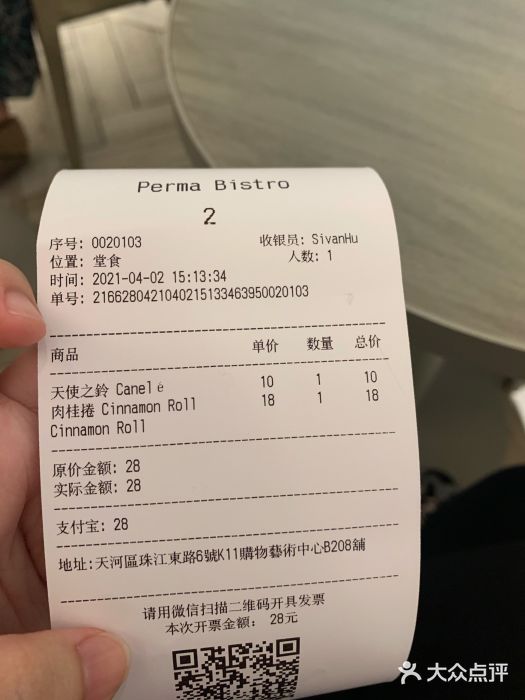 Perma Bistro
2
序号: 0020103 收银员: SivanHu
位置: 堂食 人数: 1
时间: 2021-04-02 15:13:34
单号: 2166280421040215133463950020103
商品 单价 数量 总价
天使之鈴 Canelé 10 1 10
肉桂捲 Cinnamon Roll 18 1 18
Cinnamon Roll
原价金额: 28
实际金额: 28
支付宝: 28
地址:天河區珠江東路6號K11購物藝術中心B208舖
请用微信扫描二维码开具发票
本次开票金额: 28元
大众点评